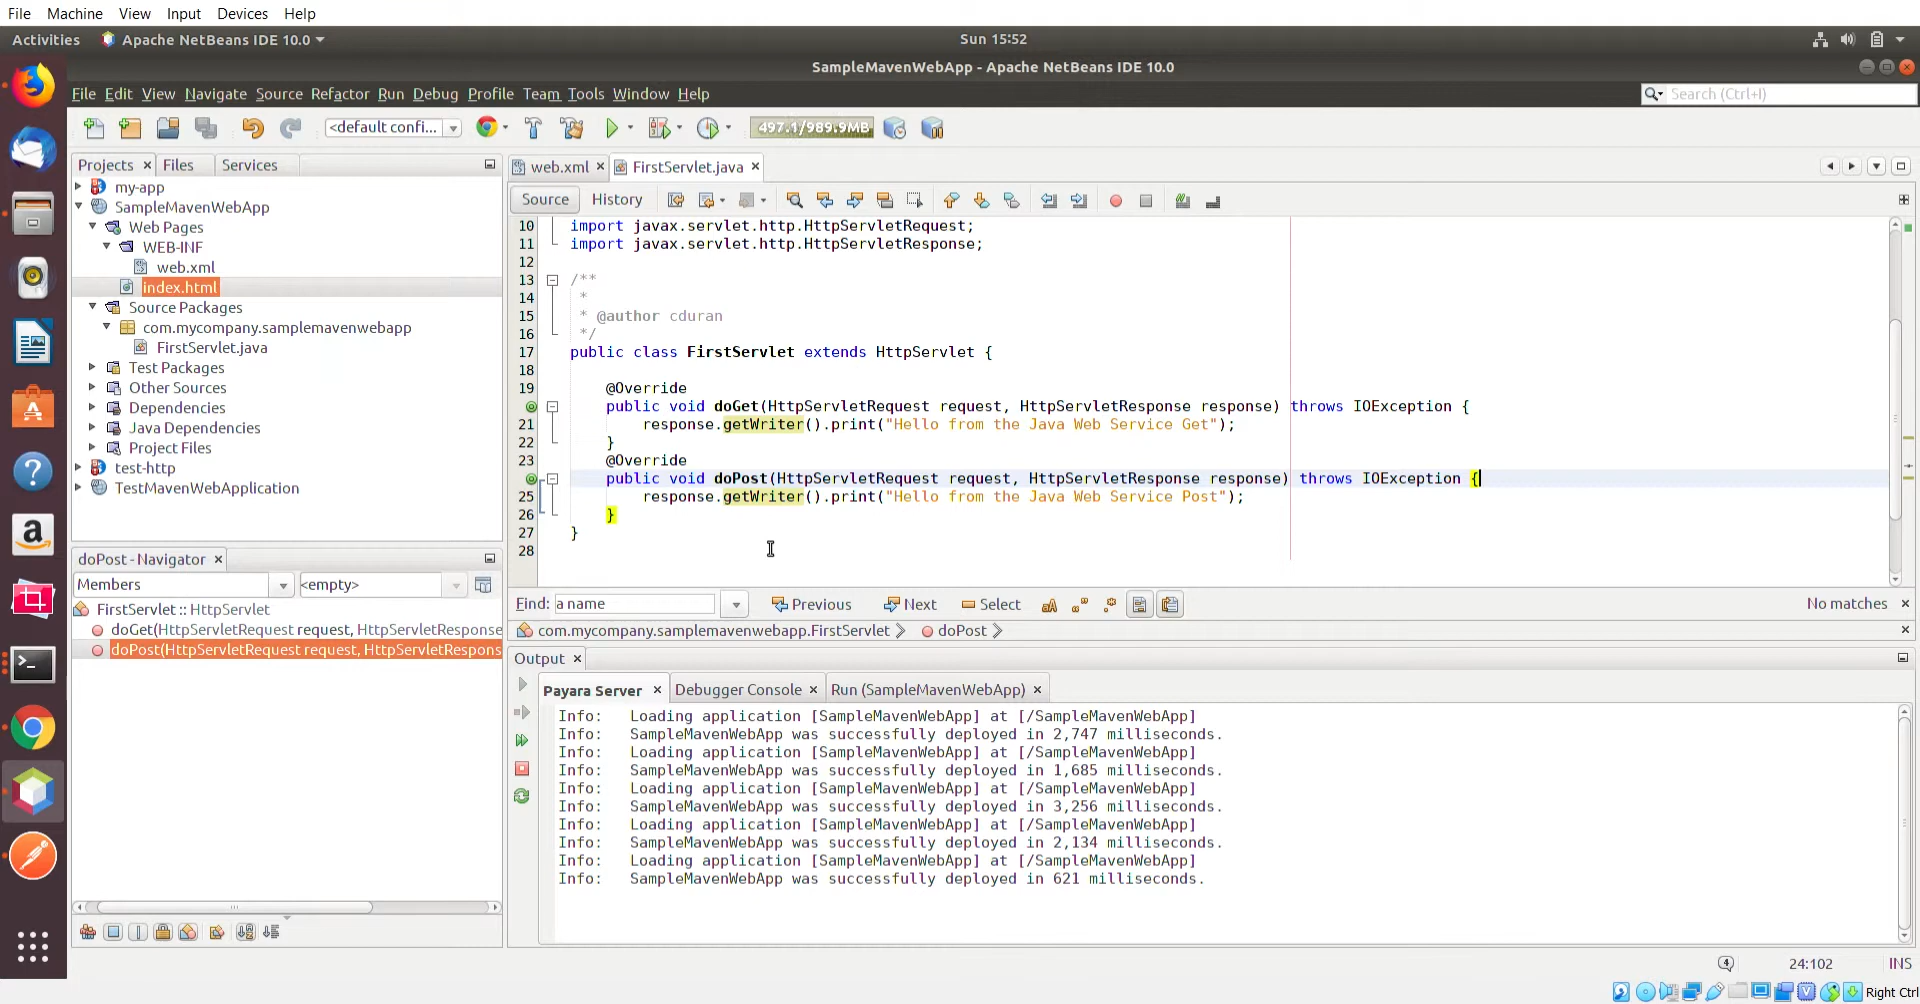 File Machine View Input Devices Help
Activities Apache NetBeans IDE 10.0 Sun 15:52
SampleMavenWebApp - Apache NetBeans IDE 10.0
File Edit View Navigate Source Refactor Run Debug Profile Team Tools Window Help Search (Ctrl+I)
<default confi... 497.1/989.9MB
Projects Files Services
my-app
SampleMavenWebApp
Web Pages
WEB-INF
web.xml
index.html
Source Packages
com.mycompany.samplemavenwebapp
FirstServlet.java
Test Packages
Other Sources
Dependencies
Java Dependencies
Project Files
test-http
TestMavenWebApplication
doPost - Navigator
Members <empty>
FirstServlet :: HttpServlet
doGet(HttpServletRequest request, HttpServletResponse
doPost(HttpServletRequest request, HttpServletRespons
web.xml FirstServlet.java
Source History
10 import javax.servlet.http.HttpServletRequest;
11 import javax.servlet.http.HttpServletResponse;
12
13 /**
14 *
15 * @author cduran
16 */
17 public class FirstServlet extends HttpServlet {
18
19 @Override
public void doGet(HttpServletRequest request, HttpServletResponse response) throws IOException {
21 response.getWriter().print("Hello from the Java Web Service Get");
22 }
23 @Override
public void doPost(HttpServletRequest request, HttpServletResponse response) throws IOException {
25 response.getWriter().print("Hello from the Java Web Service Post");
26 }
27 }
28
Find: a name Previous Next Select aA No matches
com.mycompany.samplemavenwebapp.FirstServlet doPost
Output
Payara Server Debugger Console Run (SampleMavenWebApp)
Info: Loading application [SampleMavenWebApp] at [/SampleMavenWebApp]
Info: SampleMavenWebApp was successfully deployed in 2,747 milliseconds.
Info: Loading application [SampleMavenWebApp] at [/SampleMavenWebApp]
Info: SampleMavenWebApp was successfully deployed in 1,685 milliseconds.
Info: Loading application [SampleMavenWebApp] at [/SampleMavenWebApp]
Info: SampleMavenWebApp was successfully deployed in 3,256 milliseconds.
Info: Loading application [SampleMavenWebApp] at [/SampleMavenWebApp]
Info: SampleMavenWebApp was successfully deployed in 2,134 milliseconds.
Info: Loading application [SampleMavenWebApp] at [/SampleMavenWebApp]
Info: SampleMavenWebApp was successfully deployed in 621 milliseconds.
4 24:102 INS
Right Ctrl